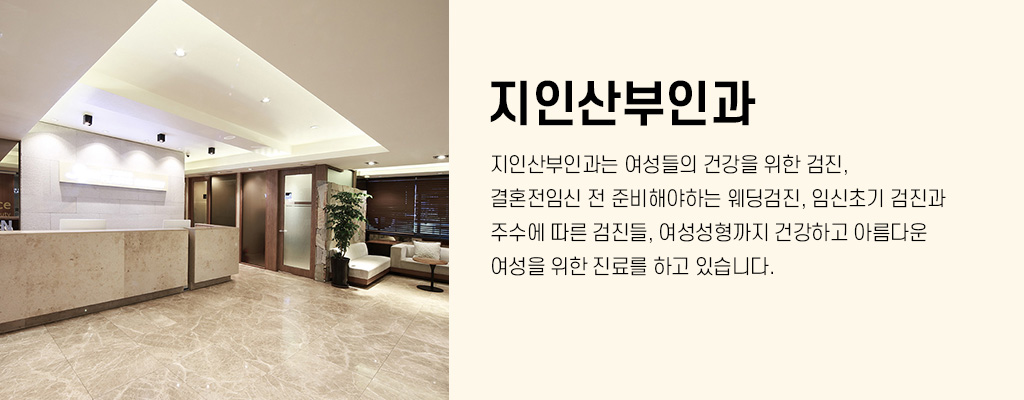 지인산부인과
지인산부인과는 여성들의 건강을 위한 검진,
결혼전임신 전 준비해야하는 웨딩검진, 임신초기 검진과
주수에 따른 검진들, 여성성형까지 건강하고 아름다운
여성을 위한 진료를 하고 있습니다.